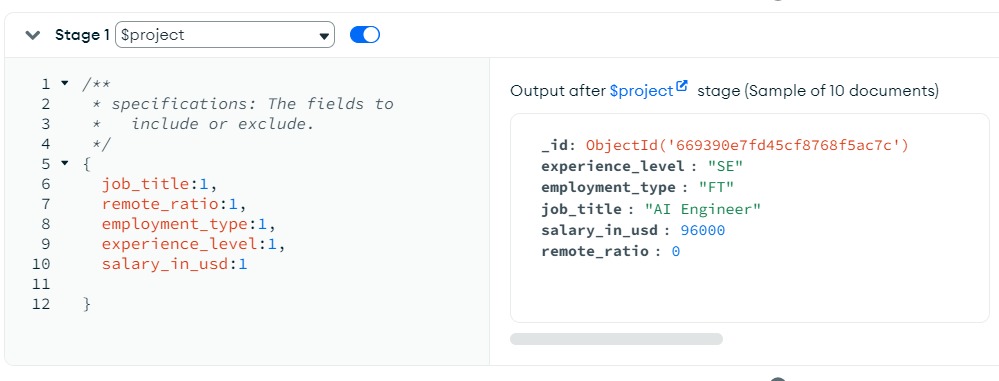 Stage 1 $project
1 /**
2 * specifications: The fields to
3 *   include or exclude.
4 */
5 {
6 job_title:1,
7 remote_ratio:1,
8 employment_type:1,
9 experience_level:1,
10 salary_in_usd:1
11
12 }
Output after $project stage (Sample of 10 documents)
_id: ObjectId('669390e7fd45cf8768f5ac7c')
experience_level : "SE"
employment_type : "FT"
job_title : "AI Engineer"
salary_in_usd : 96000
remote_ratio : 0